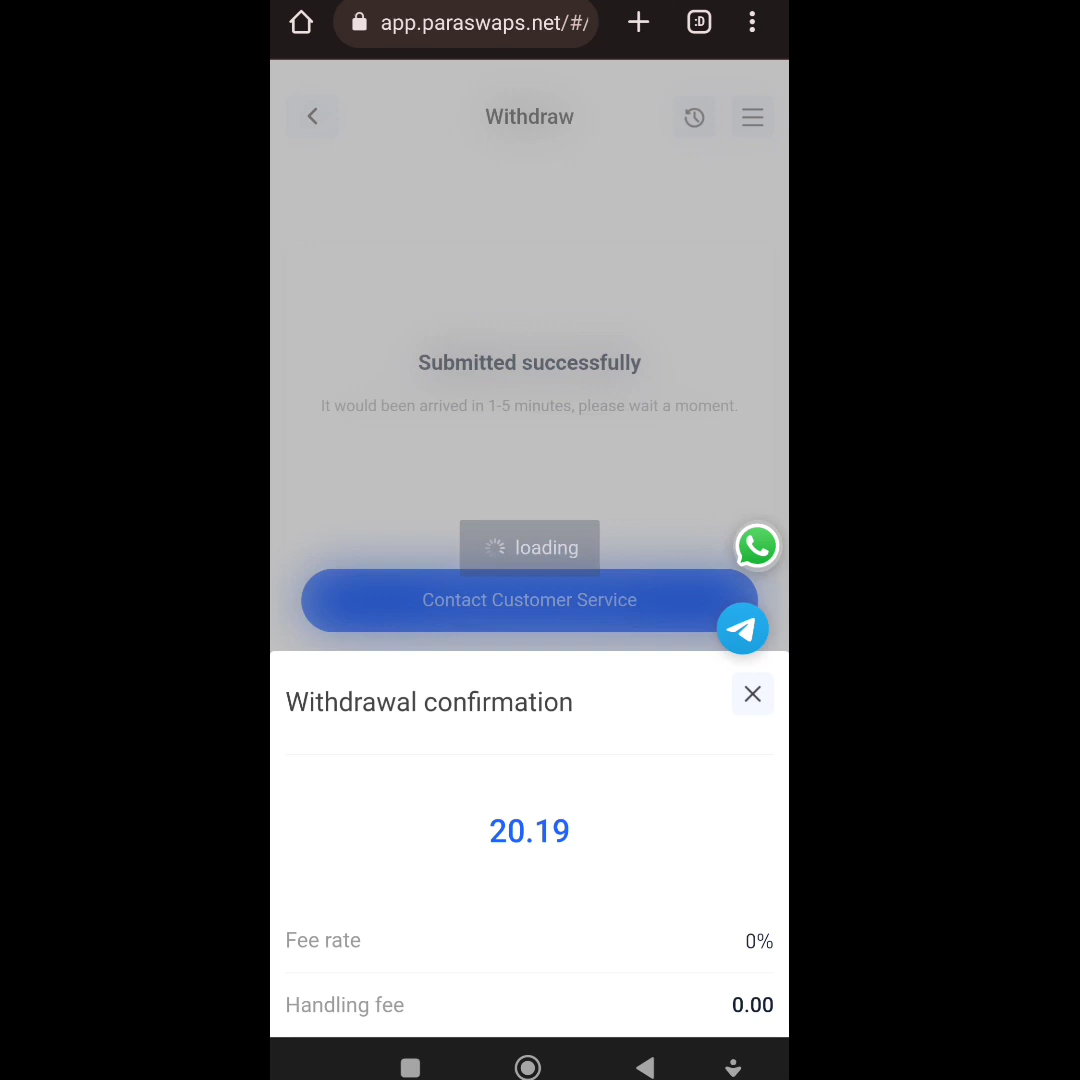 app.paraswaps.net/#/
:D
Withdraw
Submitted successfully
It would been arrived in 1-5 minutes, please wait a moment.
loading
Contact Customer Service
Withdrawal confirmation
20.19
Fee rate 0%
Handling fee 0.00